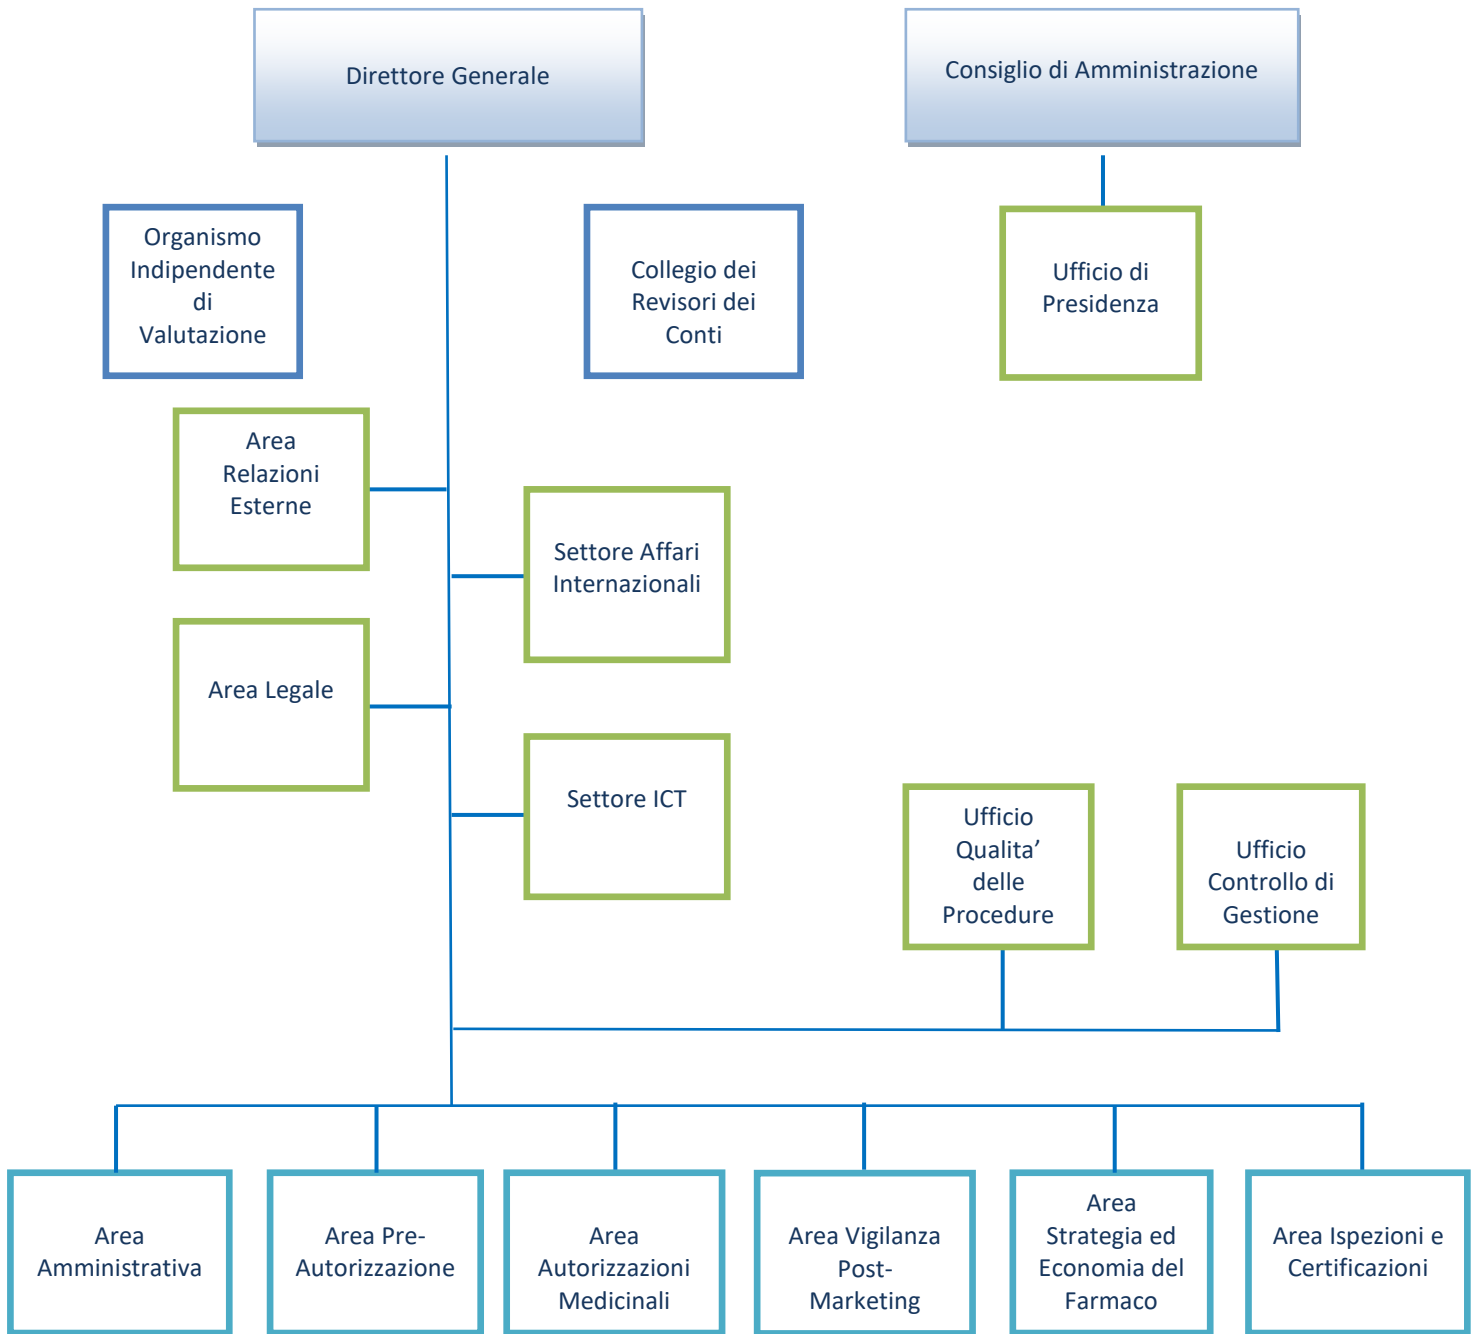 Direttore Generale
Consiglio di Amministrazione
Organismo
Indipendente
di
Valutazione
Collegio dei
Revisori dei
Conti
Ufficio di
Presidenza
Area
Relazioni
Esterne
Settore Affari
Internazionali
Area Legale
Settore ICT
Ufficio
Qualita’
delle
Procedure
Ufficio
Controllo di
Gestione
Area
Amministrativa
Area Pre-
Autorizzazione
Area
Autorizzazioni
Medicinali
Area Vigilanza
Post-
Marketing
Area
Strategia ed
Economia del
Farmaco
Area Ispezioni e
Certificazioni